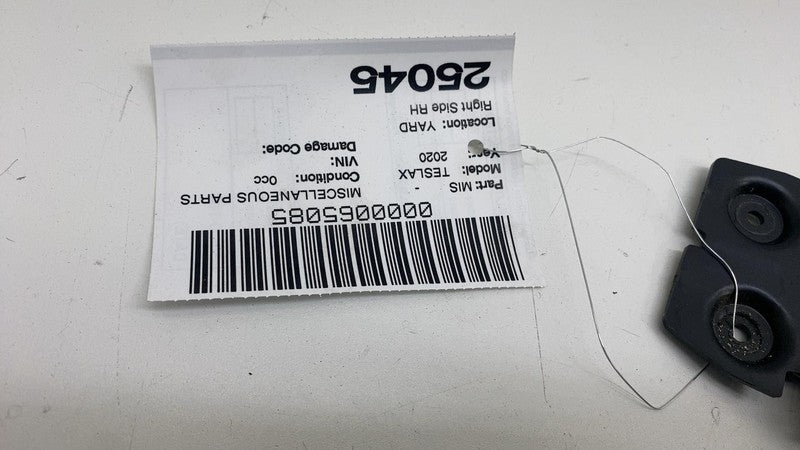 0000065085
MISCELLANEOUS PARTS
Part: MIS -
Model: TESLAX Condition: 0cc
Year: 2020 VIN:
Damage Code:
Location: YARD
Right Side RH
25045